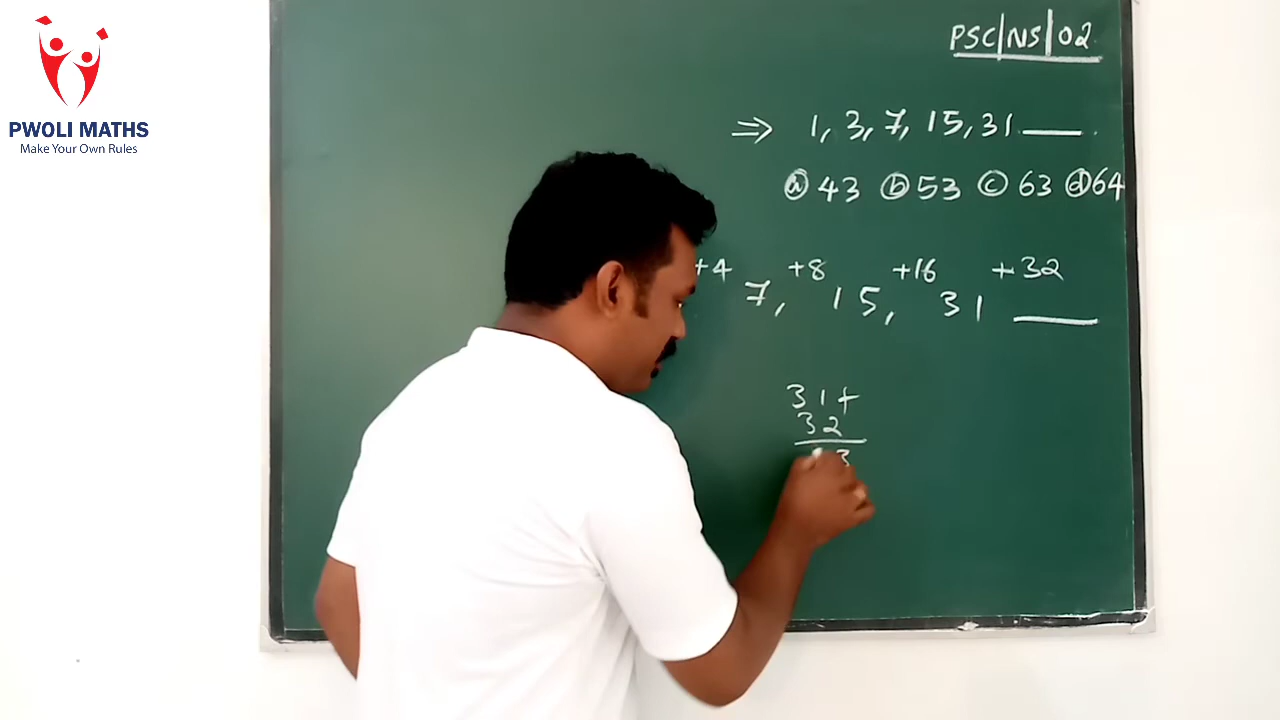 PWOLI MATHS
Make Your Own Rules
PSC/NS/02
⇒ 1, 3, 7, 15, 31 ___ .
ⓐ 43 ⓑ 53 ⓒ 63 ⓓ 64
+4 +8 +16 +32
7, 15, 31 ___
31+
32
3